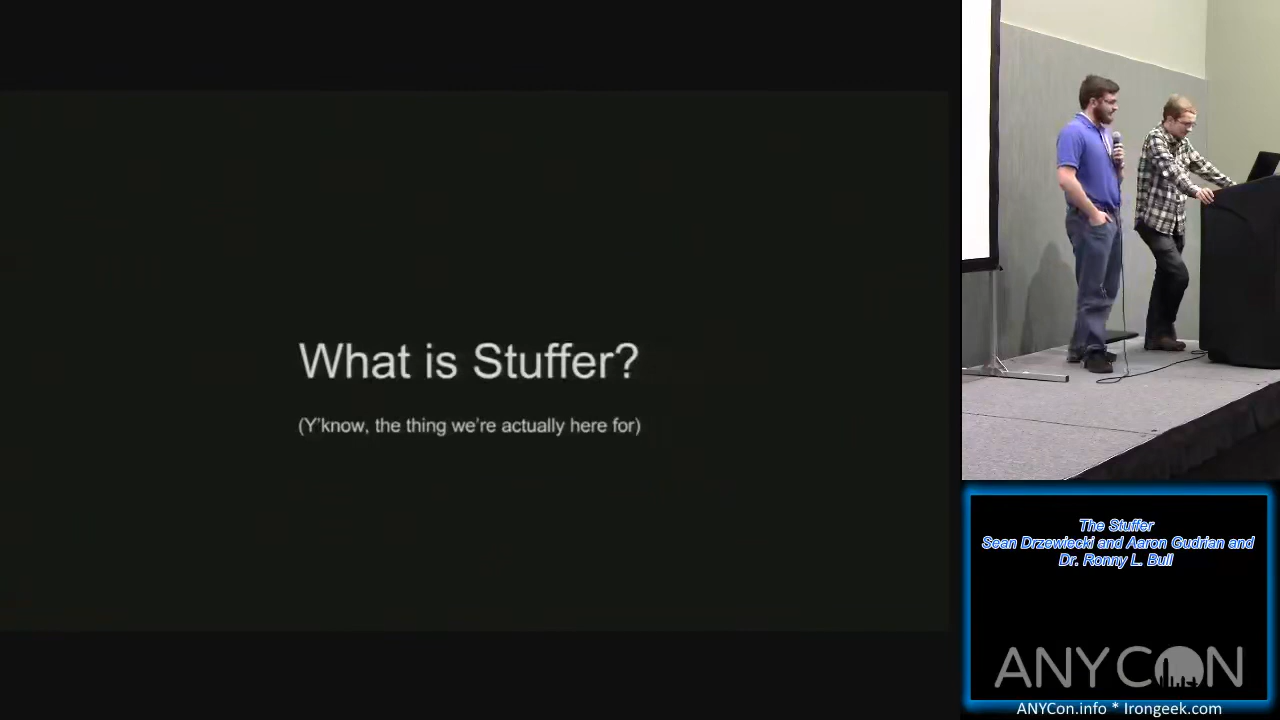 What is Stuffer?
(Y'know, the thing we're actually here for)
The Stuffer
Sean Drzewiecki and Aaron Gudrian and
Dr. Ronny L. Bull
ANYCON
ANYCon.info * Irongeek.com